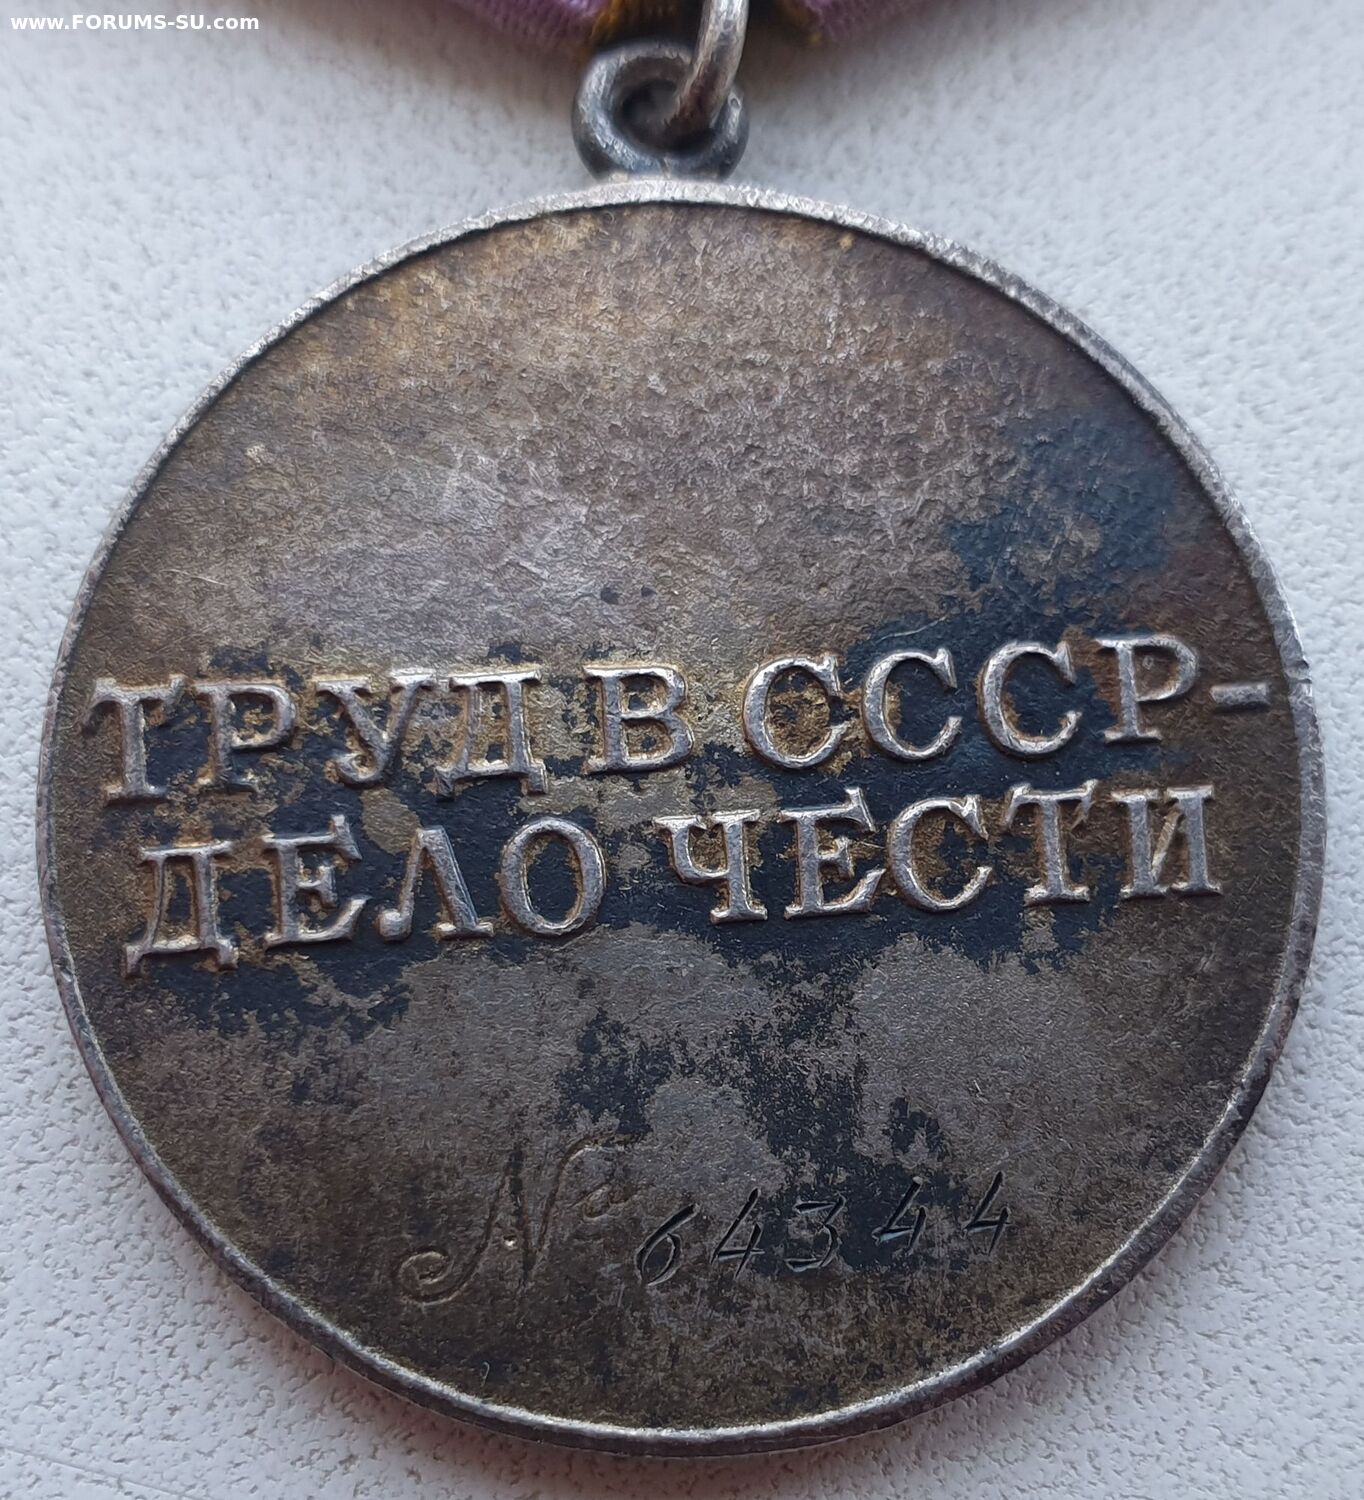 www.FORUMS-SU.com
ТРУД В СССР-
ДЕЛО ЧЕСТИ
№ 64344